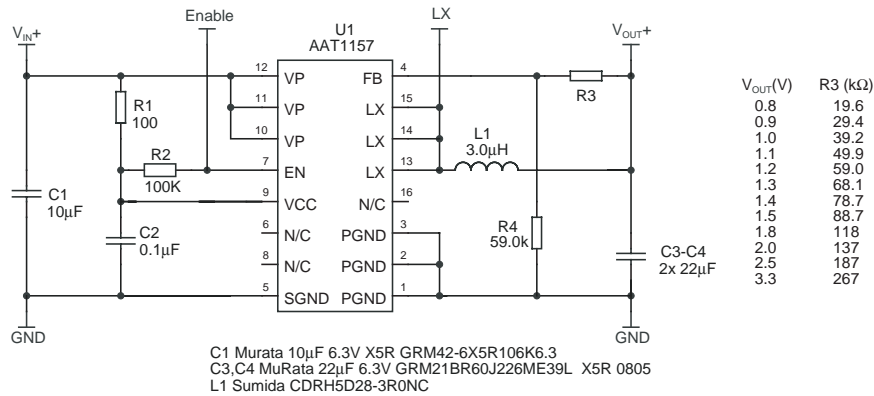 Enable
LX
V_IN+
U1
AAT1157
V_OUT+
12 VP
FB 4
11 VP
LX 15
10 VP
LX 14
7 EN
LX 13
9 VCC
N/C 16
6 N/C
PGND 3
8 N/C
PGND 2
5 SGND
PGND 1
R1
100
R2
100K
C1
10μF
C2
0.1μF
L1
3.0μH
R3
R4
59.0k
C3-C4
2x 22μF
GND
GND
V_OUT(V) R3 (kΩ)
0.8 19.6
0.9 29.4
1.0 39.2
1.1 49.9
1.2 59.0
1.3 68.1
1.4 78.7
1.5 88.7
1.8 118
2.0 137
2.5 187
3.3 267
C1 Murata 10μF 6.3V X5R GRM42-6X5R106K6.3
C3,C4 MuRata 22μF 6.3V GRM21BR60J226ME39L X5R 0805
L1 Sumida CDRH5D28-3R0NC